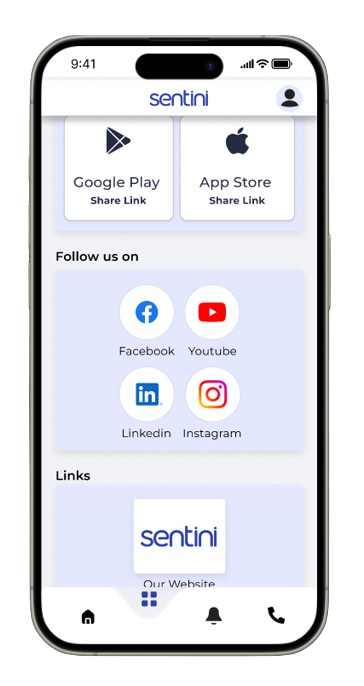 9:41
sentini
Google Play
Share Link
App Store
Share Link
Follow us on
Facebook
Youtube
Linkedin
Instagram
Links
sentini
Our Website